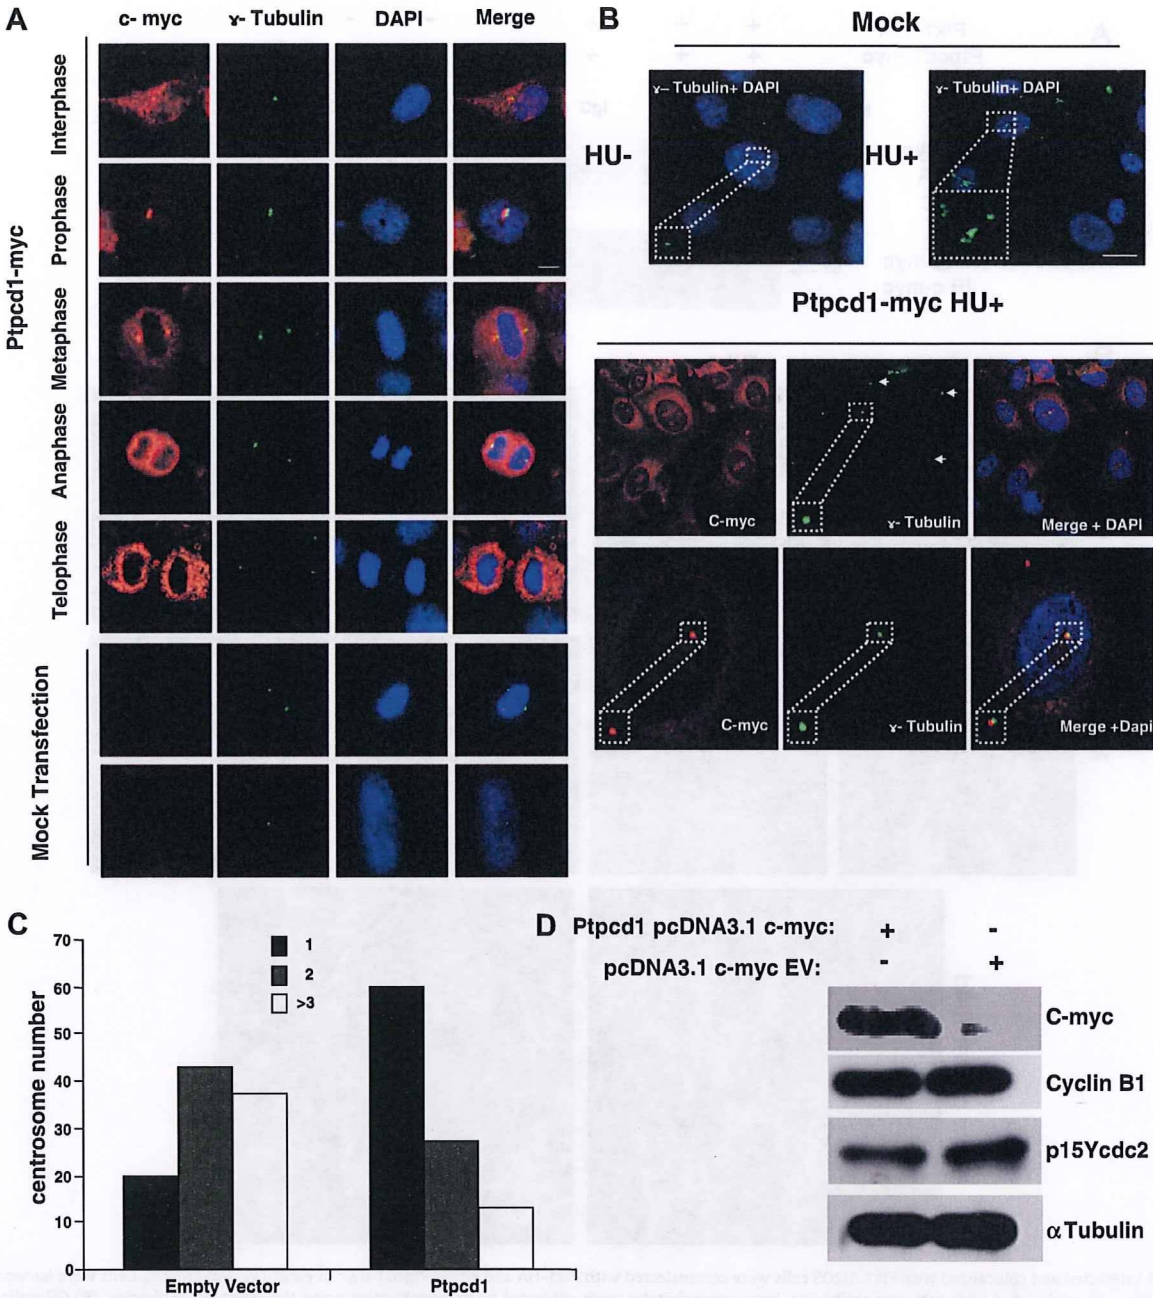 A
c- myc
ɤ- Tubulin
DAPI
Merge
Ptpcd1-myc
Interphase
Prophase
Metaphase
Anaphase
Telophase
Mock Transfection
B
Mock
HU-
ɤ- Tubulin+ DAPI
HU+
ɤ- Tubulin+ DAPI
Ptpcd1-myc HU+
C-myc
ɤ- Tubulin
Merge + DAPI
C-myc
ɤ- Tubulin
Merge +Dapi
C
centrosome number
70
60
50
40
30
20
10
0
1
2
>3
Empty Vector
Ptpcd1
D
Ptpcd1 pcDNA3.1 c-myc: + -
pcDNA3.1 c-myc EV: - +
C-myc
Cyclin B1
p15Ycdc2
α Tubulin